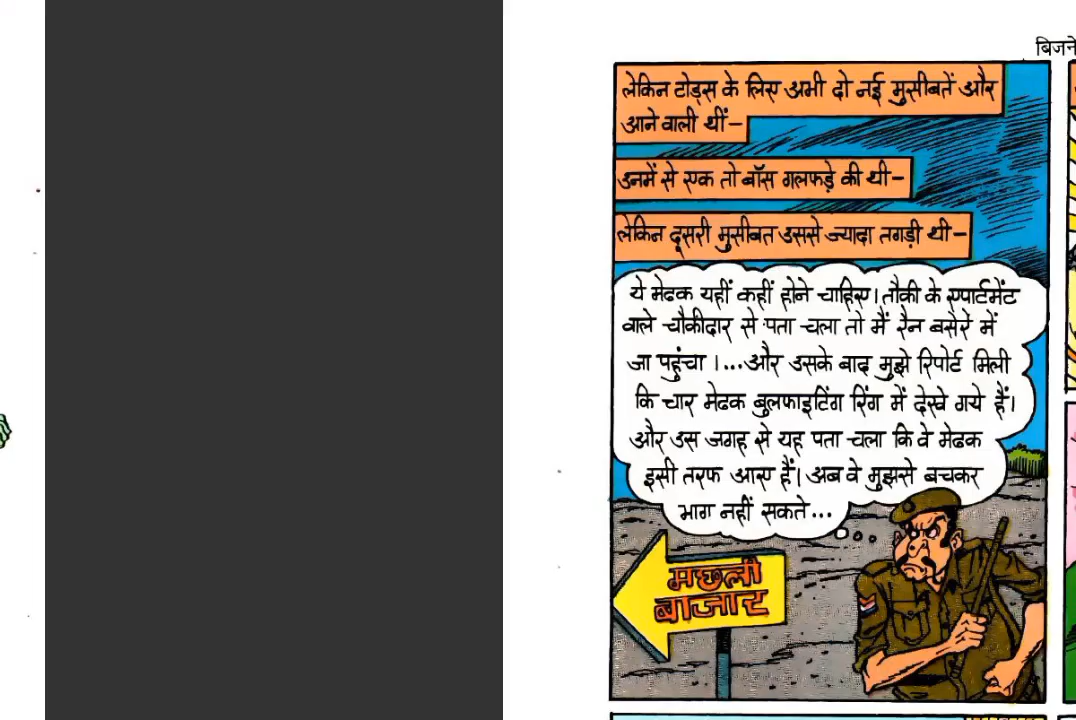 लेकिन टोड्स के लिए अभी दो नई मुसीबतें और
आने वाली थीं-
उनमें से एक तो बॉस गलफड़े की थी-
लेकिन दूसरी मुसीबत उससे ज्यादा तगड़ी थी-
ये मेढक यहीं कहीं होने चाहिए। तौकी के एपार्टमेंट
वाले चौकीदार से पता चला तो मैं रैन बसेरे में
जा पहुंचा ।...और उसके बाद मुझे रिपोर्ट मिली
कि चार मेढक बुलफाइटिंग रिंग में देखे गये हैं।
और उस जगह से यह पता चला कि वे मेढक
इसी तरफ आए हैं। अब वे मुझसे बचकर
भाग नहीं सकते...
मछली
बाजार